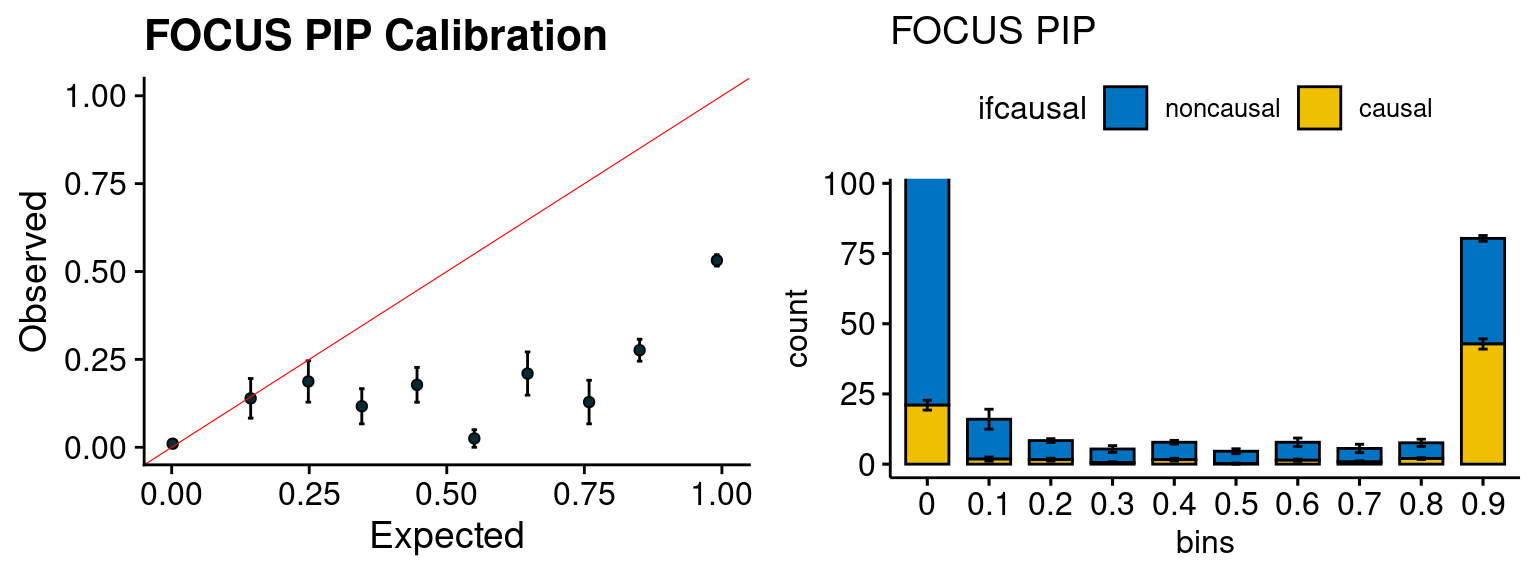 FOCUS PIP Calibration
Observed
1.00
0.75
0.50
0.25
0.00
0.00 0.25 0.50 0.75 1.00
Expected
FOCUS PIP
ifcausal noncausal causal
count
100
75
50
25
0
0 0.1 0.2 0.3 0.4 0.5 0.6 0.7 0.8 0.9
bins